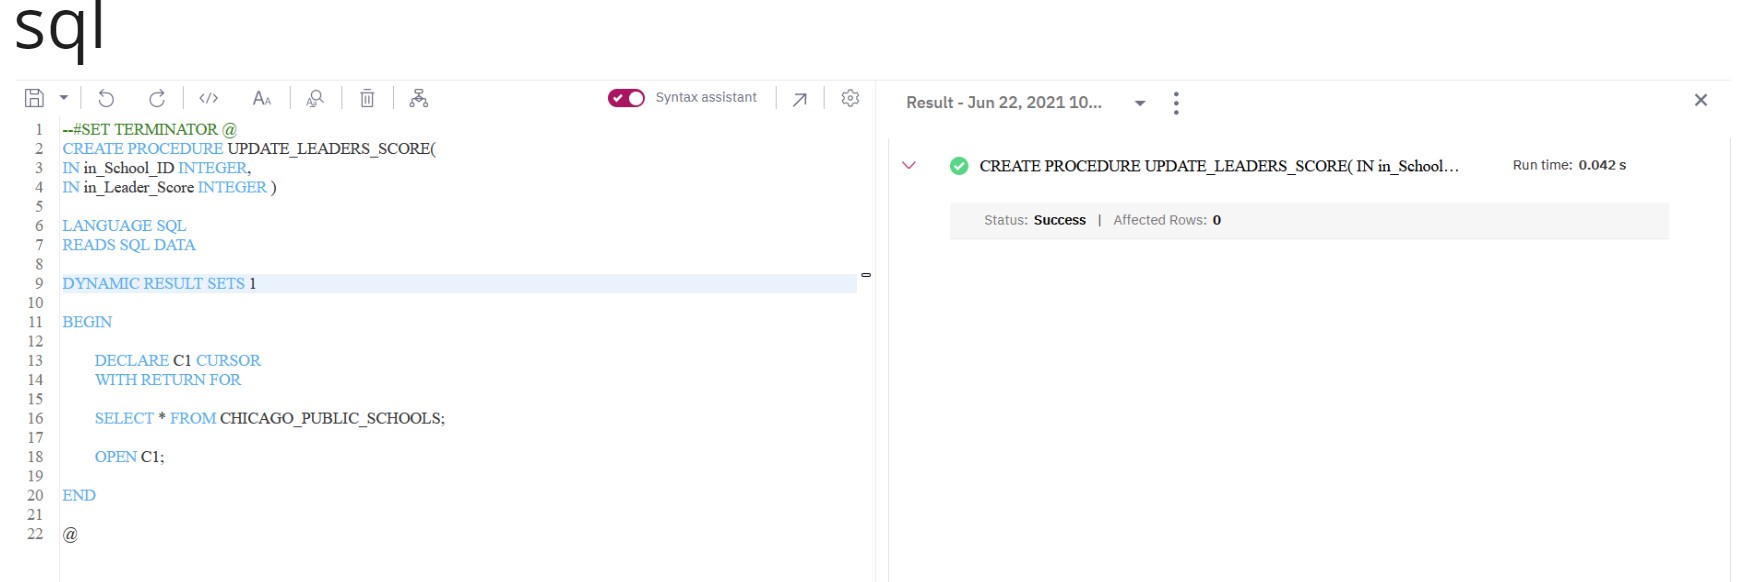 sql
Syntax assistant
Result - Jun 22, 2021 10...
1 --#SET TERMINATOR @
2 CREATE PROCEDURE UPDATE_LEADERS_SCORE(
3 IN in_School_ID INTEGER,
4 IN in_Leader_Score INTEGER )
5
6 LANGUAGE SQL
7 READS SQL DATA
8
9 DYNAMIC RESULT SETS 1
10
11 BEGIN
12
13 DECLARE C1 CURSOR
14 WITH RETURN FOR
15
16 SELECT * FROM CHICAGO_PUBLIC_SCHOOLS;
17
18 OPEN C1;
19
20 END
21
22 @
CREATE PROCEDURE UPDATE_LEADERS_SCORE( IN in_School... Run time: 0.042 s
Status: Success | Affected Rows: 0